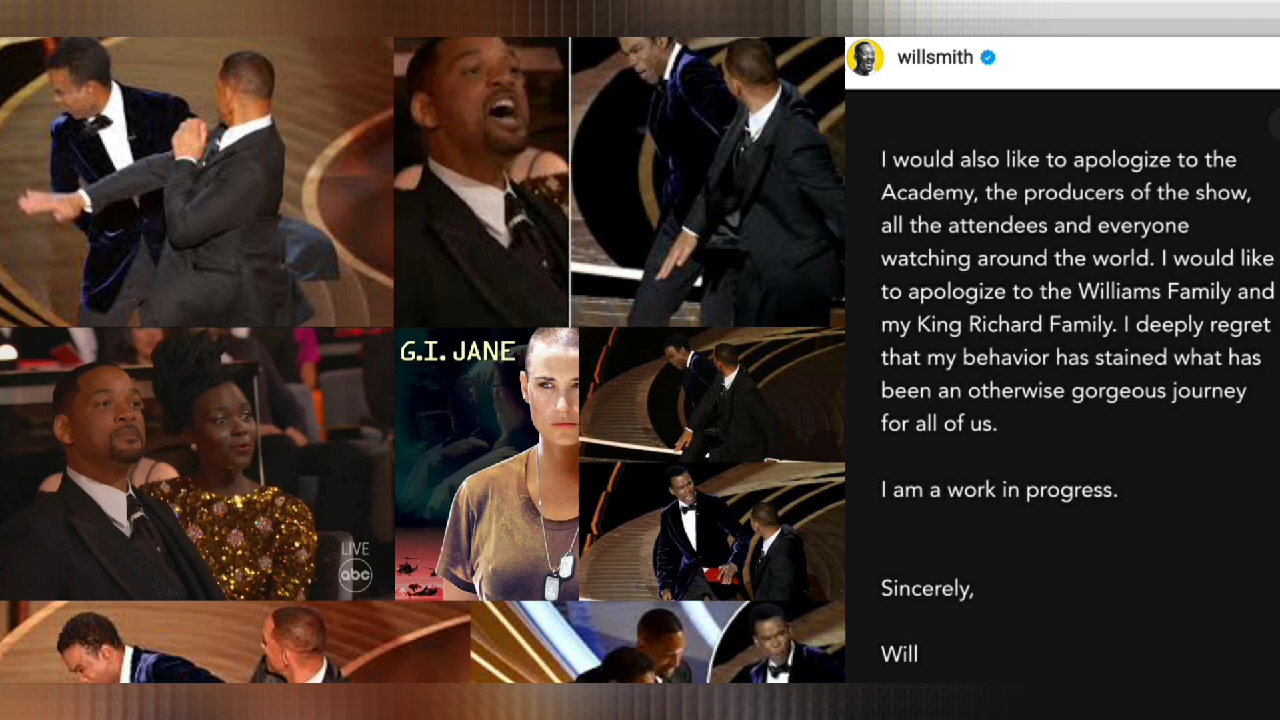 willsmith
I would also like to apologize to the
Academy, the producers of the show,
all the attendees and everyone
watching around the world. I would like
to apologize to the Williams Family and
my King Richard Family. I deeply regret
that my behavior has stained what has
been an otherwise gorgeous journey
for all of us.
I am a work in progress.
Sincerely,
Will
G.I. JANE
LIVE
abc